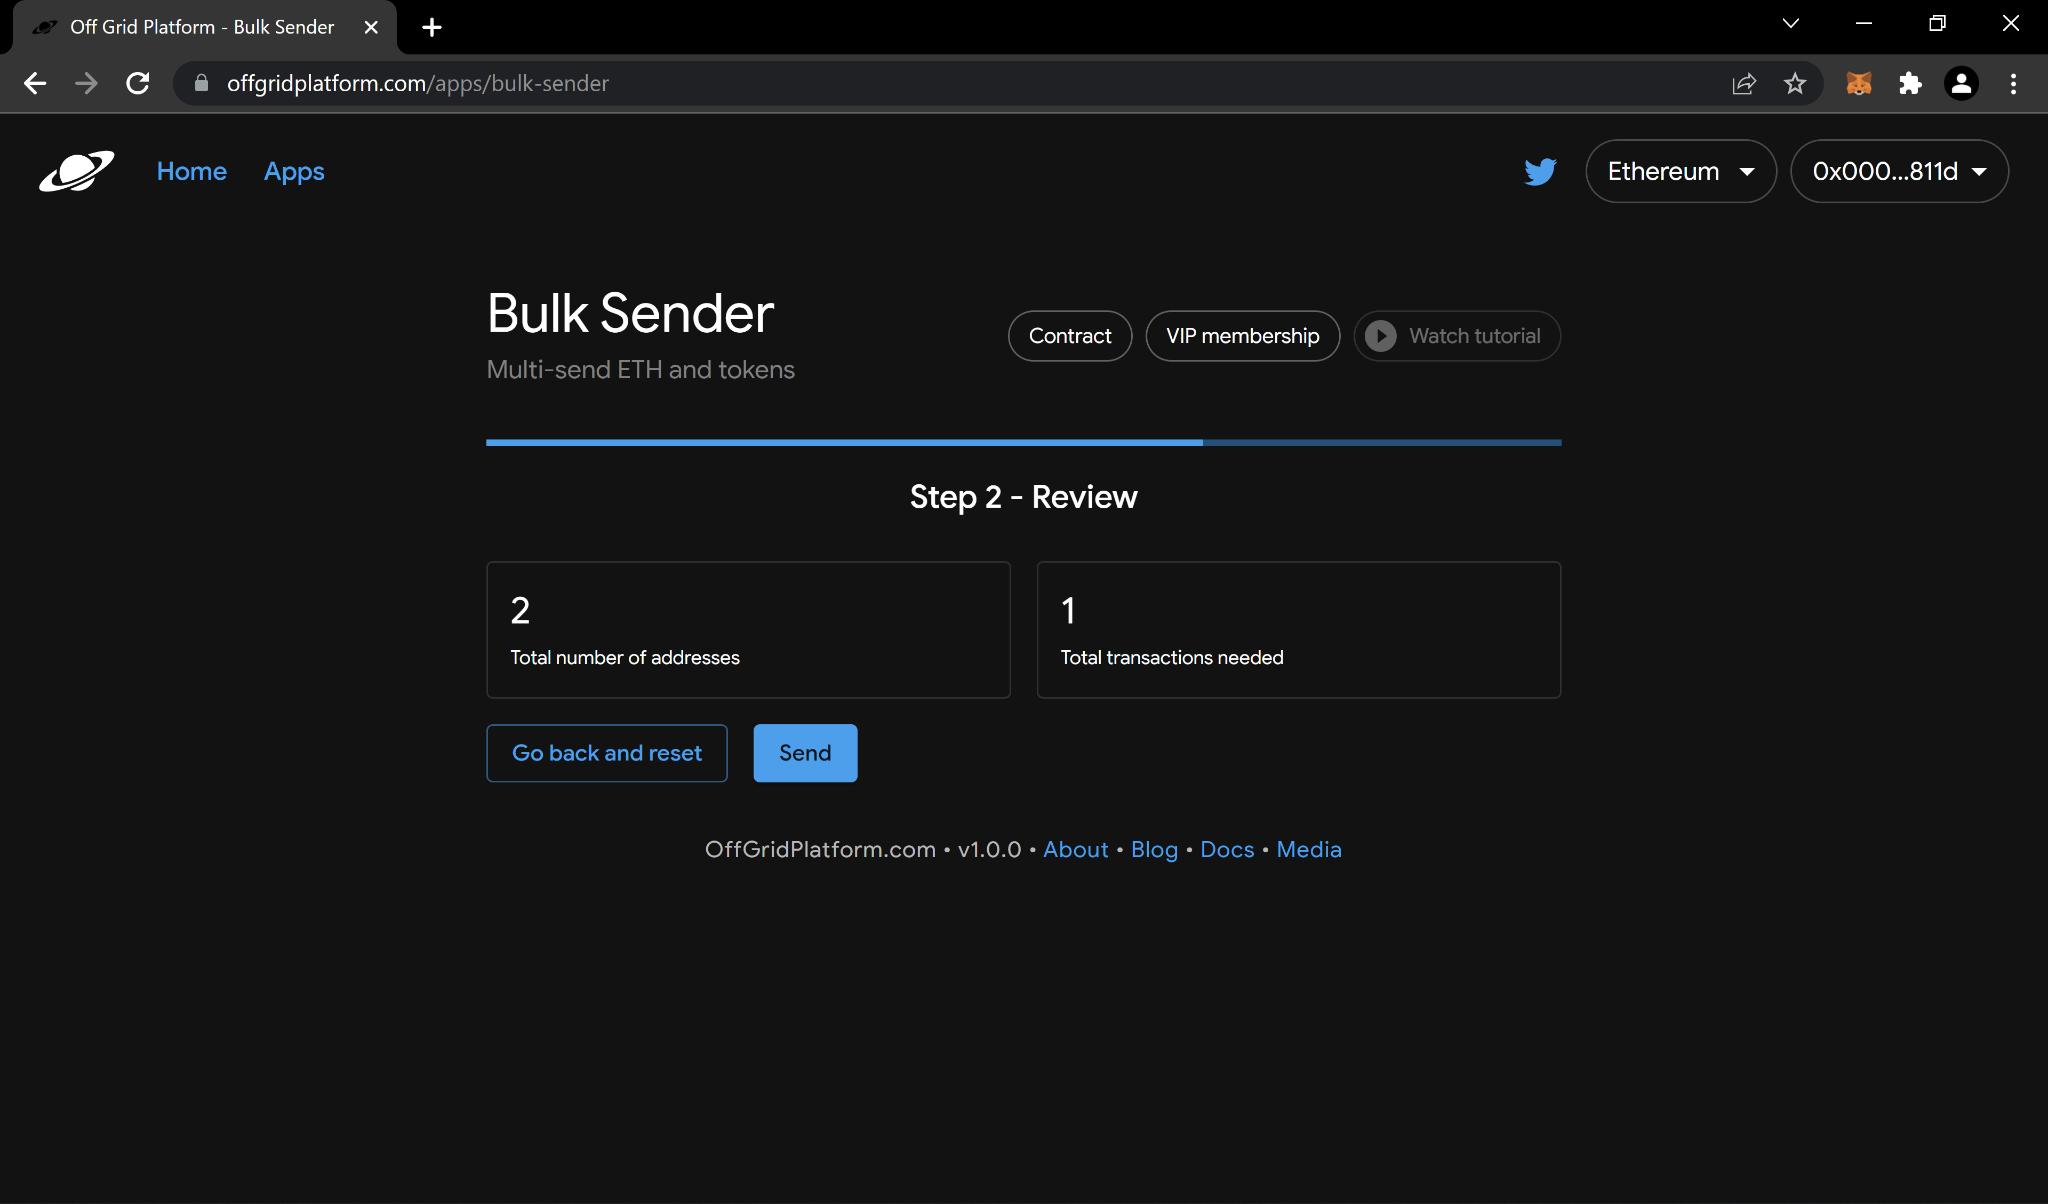 Off Grid Platform - Bulk Sender
offgridplatform.com/apps/bulk-sender
Home Apps Ethereum 0x000...811d
Bulk Sender
Multi-send ETH and tokens
Contract VIP membership Watch tutorial
Step 2 - Review
2
Total number of addresses
1
Total transactions needed
Go back and reset Send
OffGridPlatform.com • v1.0.0 • About • Blog • Docs • Media